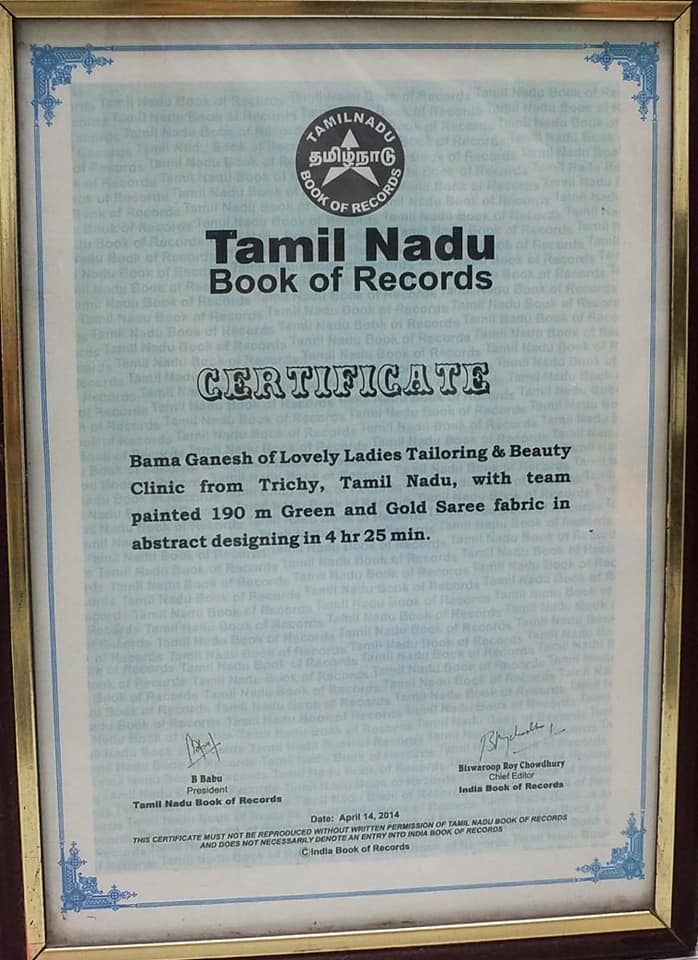 TAMILNADU
தமிழ்நாடு
BOOK OF RECORDS
Tamil Nadu
Book of Records
CERTIFICATE
Bama Ganesh of Lovely Ladies Tailoring & Beauty
Clinic from Trichy, Tamil Nadu, with team
painted 190 m Green and Gold Saree fabric in
abstract designing in 4 hr 25 min.
B Babu
President
Tamil Nadu Book of Records
Biswaroop Roy Chowdhury
Chief Editor
India Book of Records
Date: April 14, 2014
THIS CERTIFICATE MUST NOT BE REPRODUCED WITHOUT WRITTEN PERMISSION OF TAMIL NADU BOOK OF RECORDS
AND DOES NOT NECESSARILY DENOTE AN ENTRY INTO INDIA BOOK OF RECORDS
©India Book of Records